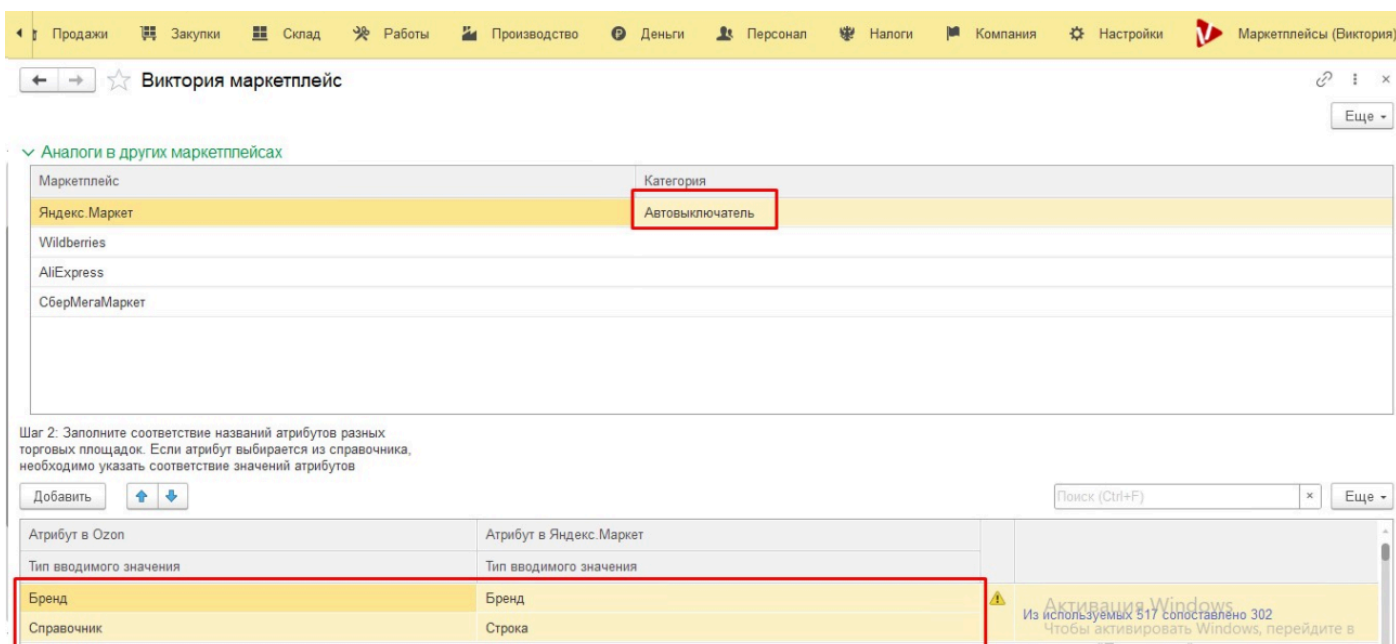 Продажи Закупки Склад Работы Производство Деньги Персонал Налоги Компания Настройки Маркетплейсы (Виктория)
Виктория маркетплейс
Еще
Аналоги в других маркетплейсах
Маркетплейс Категория
Яндекс.Маркет Автовыключатель
Wildberries
AliExpress
СберМегаМаркет
Шаг 2: Заполните соответствие названий атрибутов разных
торговых площадок. Если атрибут выбирается из справочника,
необходимо указать соответствие значений атрибутов
Добавить Поиск (Ctrl+F) × Еще
Атрибут в Ozon Атрибут в Яндекс.Маркет
Тип вводимого значения Тип вводимого значения
Бренд Бренд
Активация Windows
Из используемых 517 сопоставлено 302
Справочник Строка
Чтобы активировать Windows, перейдите в